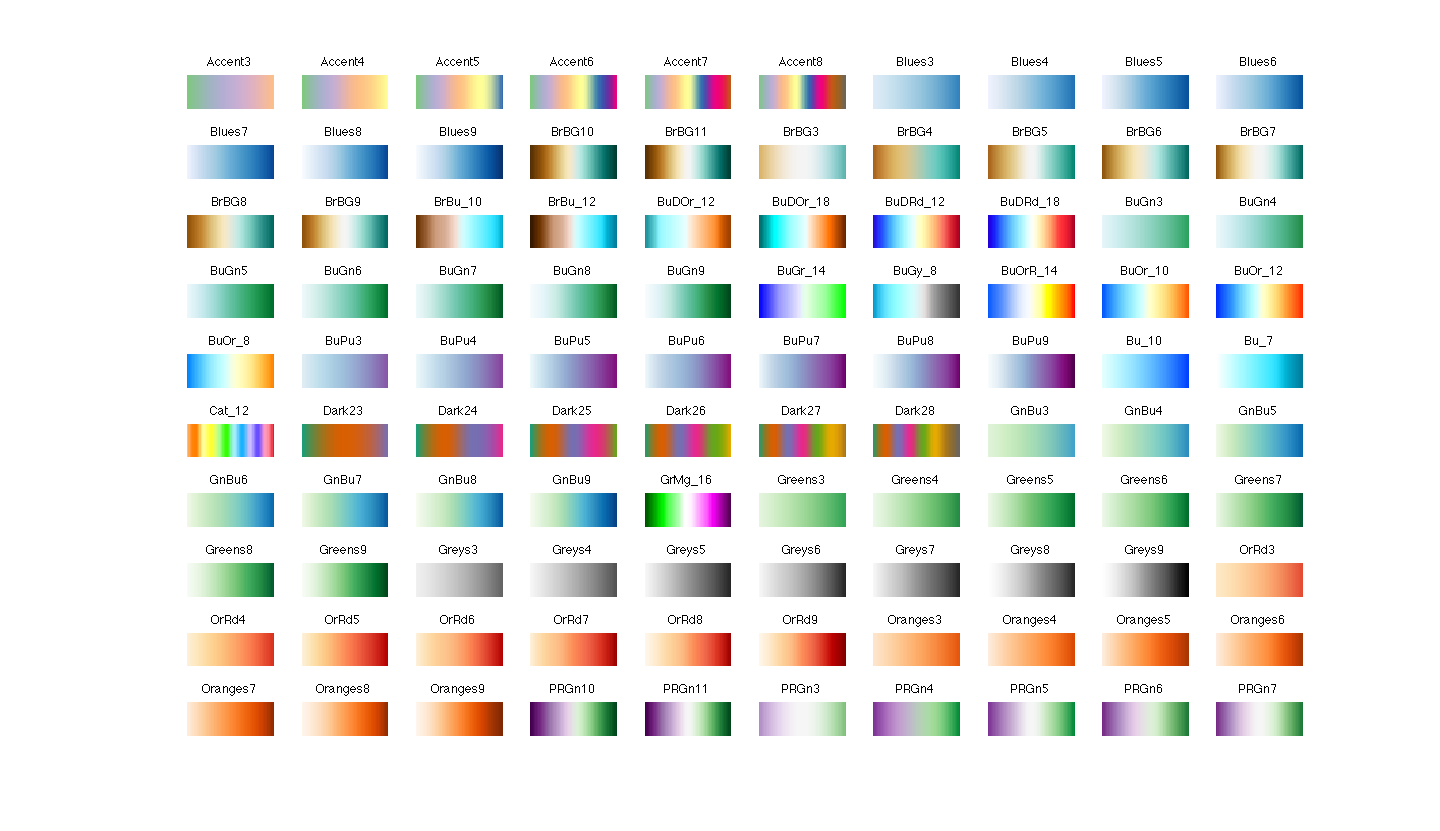 Accent3 Accent4 Accent5 Accent6 Accent7 Accent8 Blues3 Blues4 Blues5 Blues6
Blues7 Blues8 Blues9 BrBG10 BrBG11 BrBG3 BrBG4 BrBG5 BrBG6 BrBG7
BrBG8 BrBG9 BrBu_10 BrBu_12 BuDOr_12 BuDOr_18 BuDRd_12 BuDRd_18 BuGn3 BuGn4
BuGn5 BuGn6 BuGn7 BuGn8 BuGn9 BuGr_14 BuGy_8 BuOrR_14 BuOr_10 BuOr_12
BuOr_8 BuPu3 BuPu4 BuPu5 BuPu6 BuPu7 BuPu8 BuPu9 Bu_10 Bu_7
Cat_12 Dark23 Dark24 Dark25 Dark26 Dark27 Dark28 GnBu3 GnBu4 GnBu5
GnBu6 GnBu7 GnBu8 GnBu9 GrMg_16 Greens3 Greens4 Greens5 Greens6 Greens7
Greens8 Greens9 Greys3 Greys4 Greys5 Greys6 Greys7 Greys8 Greys9 OrRd3
OrRd4 OrRd5 OrRd6 OrRd7 OrRd8 OrRd9 Oranges3 Oranges4 Oranges5 Oranges6
Oranges7 Oranges8 Oranges9 PRGn10 PRGn11 PRGn3 PRGn4 PRGn5 PRGn6 PRGn7